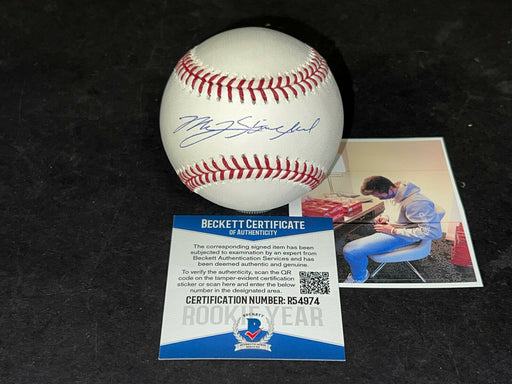 BECKETT CERTIFICATE
OF AUTHENTICITY
The corresponding signed item has been
subjected to examination by an expert from
Beckett Authentication Services and has
been deemed authentic and genuine.
To verify the authenticity, scan the QR
code on the tamper-evident certification
sticker or scan here and enter the below
number in the designated area.
CERTIFICATION NUMBER: R54974
ROOKIE YEAR
BECKETT